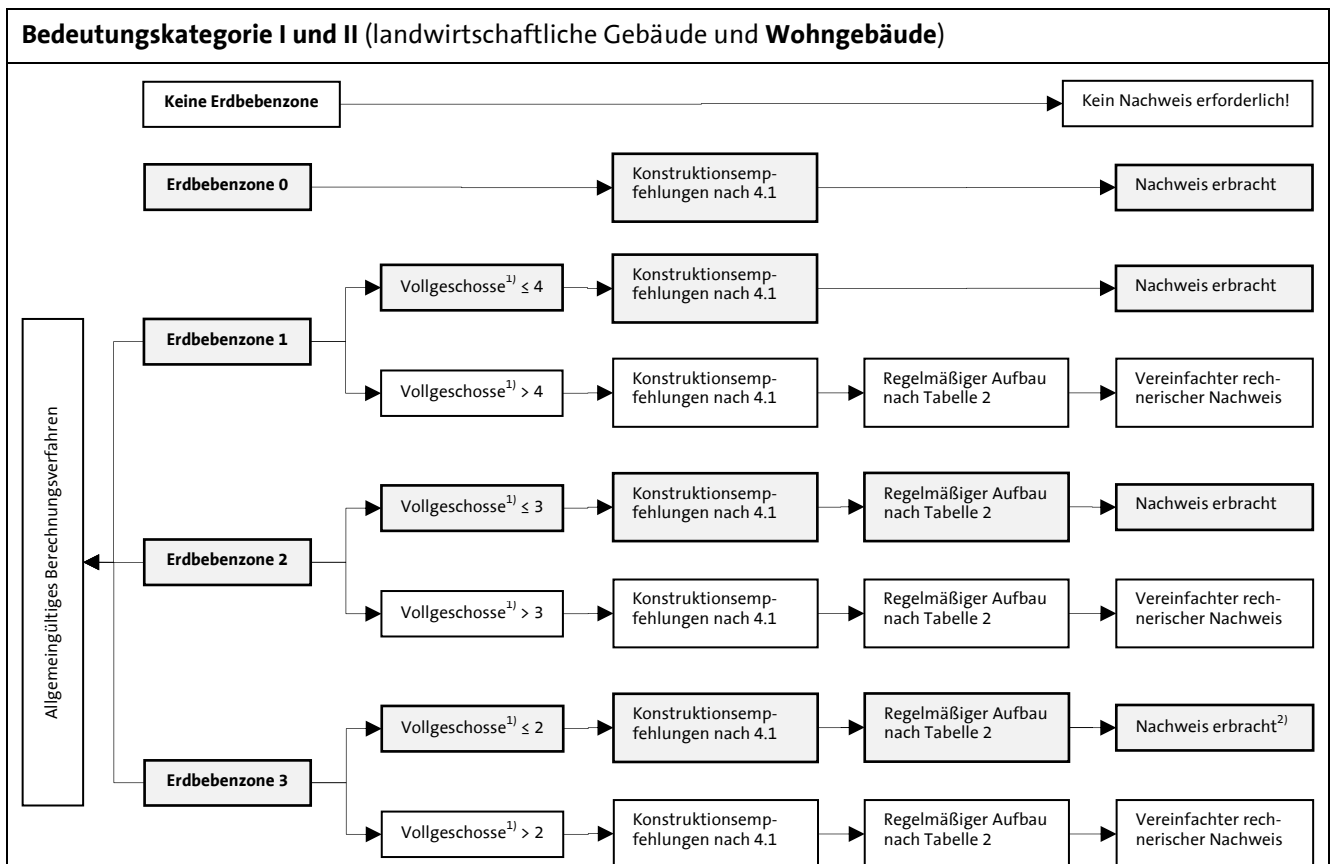 Bedeutungskategorie I und II (landwirtschaftliche Gebäude und Wohngebäude)
Keine Erdbebenzone
Kein Nachweis erforderlich!
Erdbebenzone 0
Konstruktionsemp-
fehlungen nach 4.1
Nachweis erbracht
Allgemeingültiges Berechnungsverfahren
Erdbebenzone 1
Vollgeschosse1) ≤ 4
Konstruktionsemp-
fehlungen nach 4.1
Nachweis erbracht
Vollgeschosse1) > 4
Konstruktionsemp-
fehlungen nach 4.1
Regelmäßiger Aufbau
nach Tabelle 2
Vereinfachter rech-
nerischer Nachweis
Erdbebenzone 2
Vollgeschosse1) ≤ 3
Konstruktionsemp-
fehlungen nach 4.1
Regelmäßiger Aufbau
nach Tabelle 2
Nachweis erbracht
Vollgeschosse1) > 3
Konstruktionsemp-
fehlungen nach 4.1
Regelmäßiger Aufbau
nach Tabelle 2
Vereinfachter rech-
nerischer Nachweis
Erdbebenzone 3
Vollgeschosse1) ≤ 2
Konstruktionsemp-
fehlungen nach 4.1
Regelmäßiger Aufbau
nach Tabelle 2
Nachweis erbracht2)
Vollgeschosse1) > 2
Konstruktionsemp-
fehlungen nach 4.1
Regelmäßiger Aufbau
nach Tabelle 2
Vereinfachter rech-
nerischer Nachweis